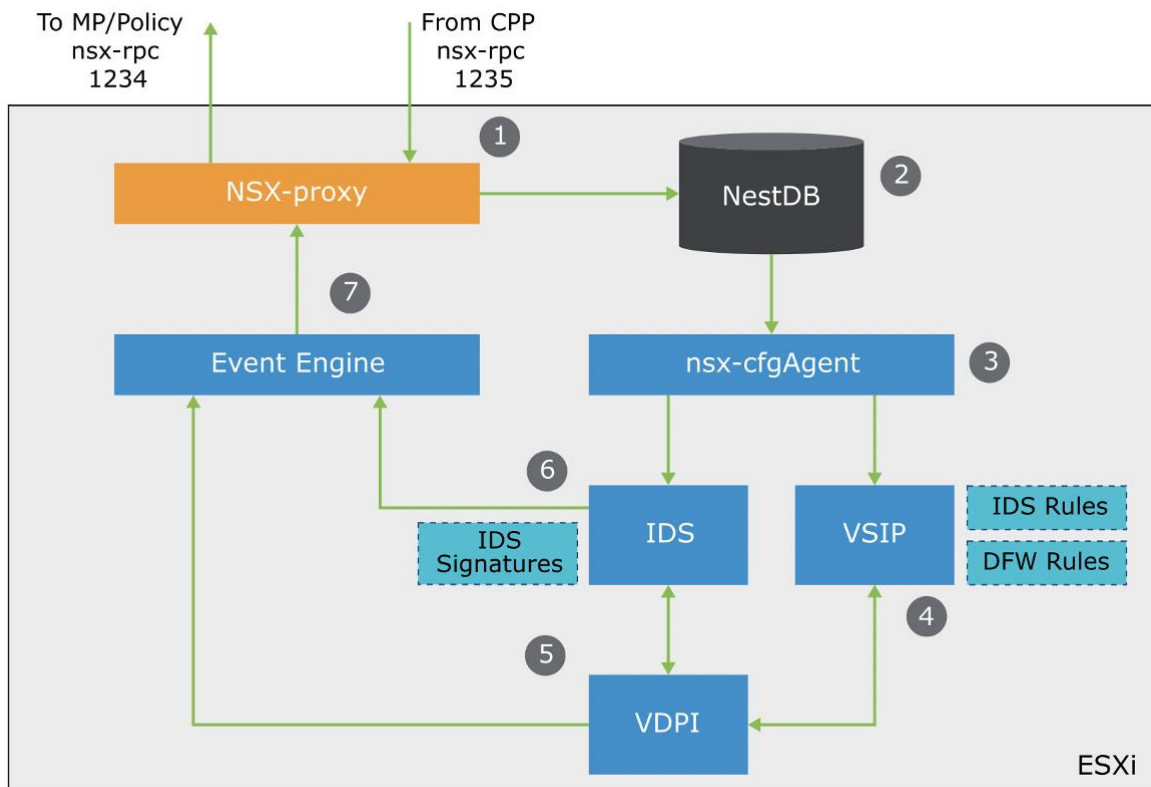 To MP/Policy
nsx-rpc
1234
From CPP
nsx-rpc
1235
1
NSX-proxy
NestDB
2
7
Event Engine
nsx-cfgAgent
3
6
IDS
Signatures
IDS
VSIP
IDS Rules
DFW Rules
4
5
VDPI
ESXi